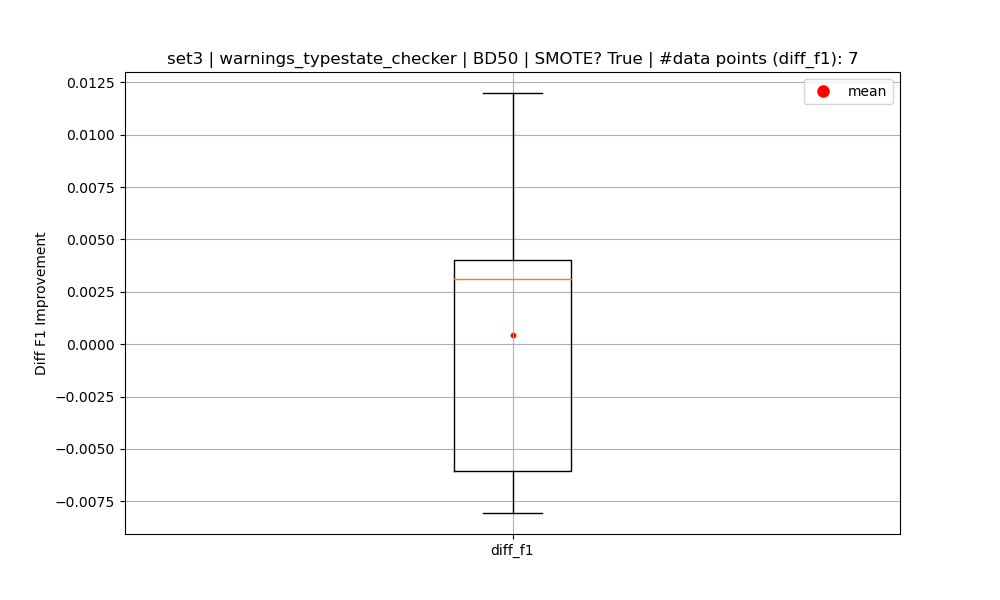 set3 | warnings_typestate_checker | BD50 | SMOTE? True | #data points (diff_f1): 7
mean
0.0125
0.0100
0.0075
0.0050
0.0025
0.0000
−0.0025
−0.0050
−0.0075
Diff F1 Improvement
diff_f1